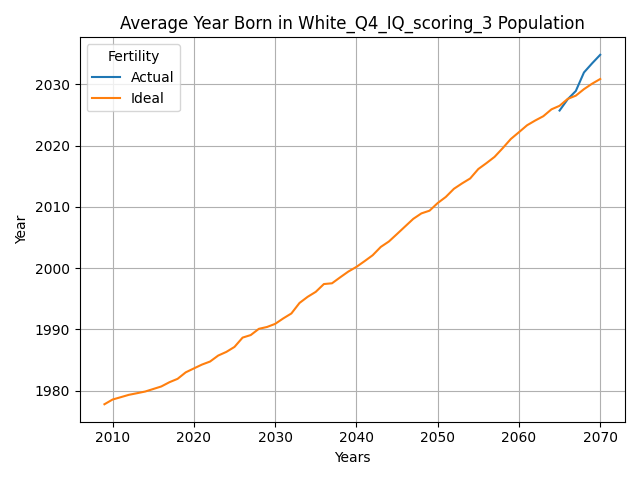 Average Year Born in White_Q4_IQ_scoring_3 Population
Fertility
Actual
Ideal
Year
2030
2020
2010
2000
1990
1980
2010 2020 2030 2040 2050 2060 2070
Years